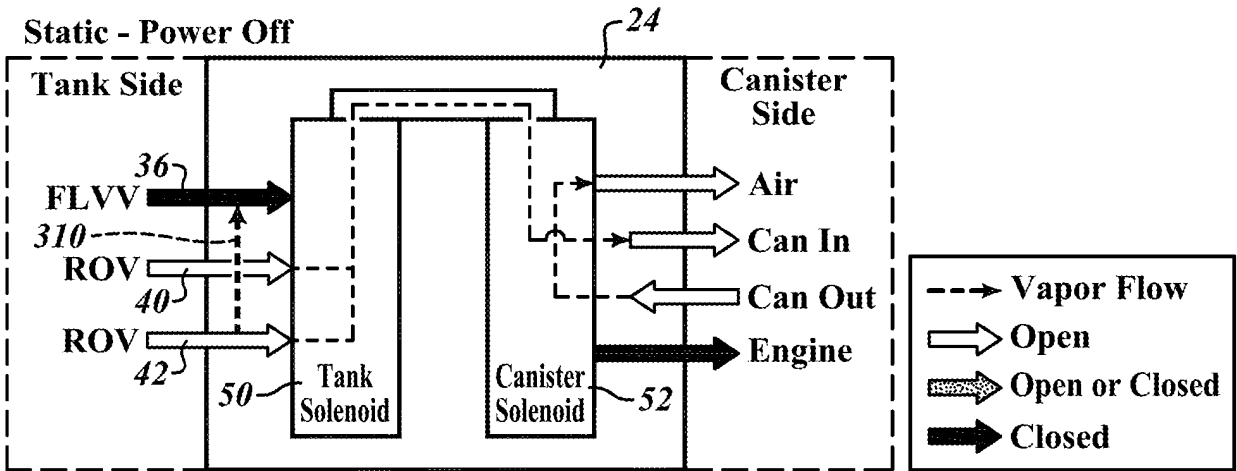 Static - Power Off
24
Tank Side
Canister
Side
36
FLVV
310
ROV
40
ROV
42
50
Tank
Solenoid
Canister
Solenoid
52
Air
Can In
Can Out
Engine
Vapor Flow
Open
Open or Closed
Closed